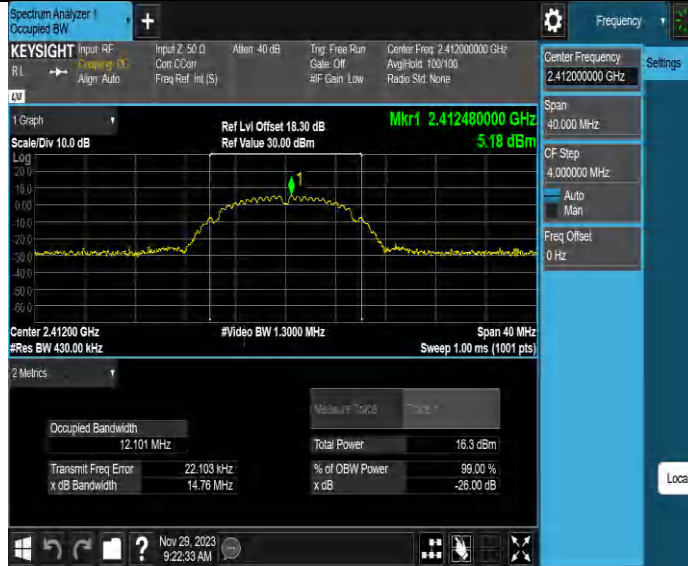 Spectrum Analyzer 1
Occupied BW
+
Frequency
KEYSIGHT
RL
Input: RF
Coupling: DC
Align: Auto
Input Z: 50 Ω
Corr CCorr
Freq Ref: Int (S)
Atten: 40 dB
Trig: Free Run
Gate: Off
#IF Gain: Low
Center Freq: 2.412000000 GHz
Avg|Hold: 100/100
Radio Std: None
1 Graph
Scale/Div 10.0 dB
Ref Lvl Offset 18.30 dB
Ref Value 30.00 dBm
Mkr1 2.412480000 GHz
5.18 dBm
Log
20.0
10.0
0.00
-10.0
-20.0
-30.0
-40.0
-50.0
-60.0
1
Center 2.41200 GHz
#Res BW 430.00 kHz
#Video BW 1.3000 MHz
Span 40 MHz
Sweep 1.00 ms (1001 pts)
2 Metrics
Measure Trace
Trace 1
Occupied Bandwidth
12.101 MHz
Total Power
16.3 dBm
Transmit Freq Error
22.103 kHz
% of OBW Power
99.00 %
x dB Bandwidth
14.76 MHz
x dB
-26.00 dB
Center Frequency
2.412000000 GHz
Settings
Span
40.000 MHz
CF Step
4.000000 MHz
Auto
Man
Freq Offset
0 Hz
Loca
?
Nov 29, 2023
9:22:33 AM